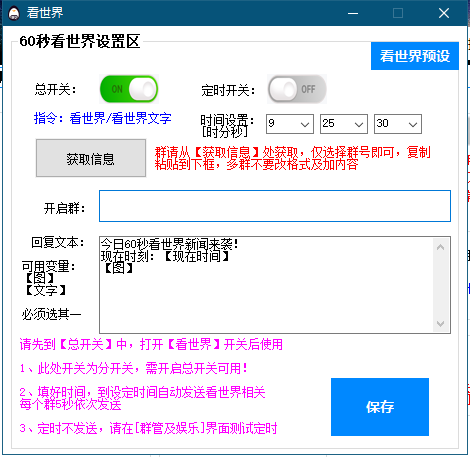 看世界
60秒看世界设置区
看世界预设
总开关:
ON
定时开关:
OFF
指令:看世界/看世界文字
时间设置:
[时分秒]
9
25
30
获取信息
群请从【获取信息】处获取,仅选择群号即可,复制
粘贴到下框,多群不要改格式及加内容
开启群:
回复文本:
今日60秒看世界新闻来袭!
现在时刻:【现在时间】
【图】
可用变量:
【图】
【文字】
必须选其一
请先到【总开关】中,打开【看世界】开关后使用
1、此处开关为分开关,需开启总开关可用!
2、填好时间,到设定时间自动发送看世界相关
每个群5秒依次发送
3、定时不发送,请在[群管及娱乐]界面测试定时
保存